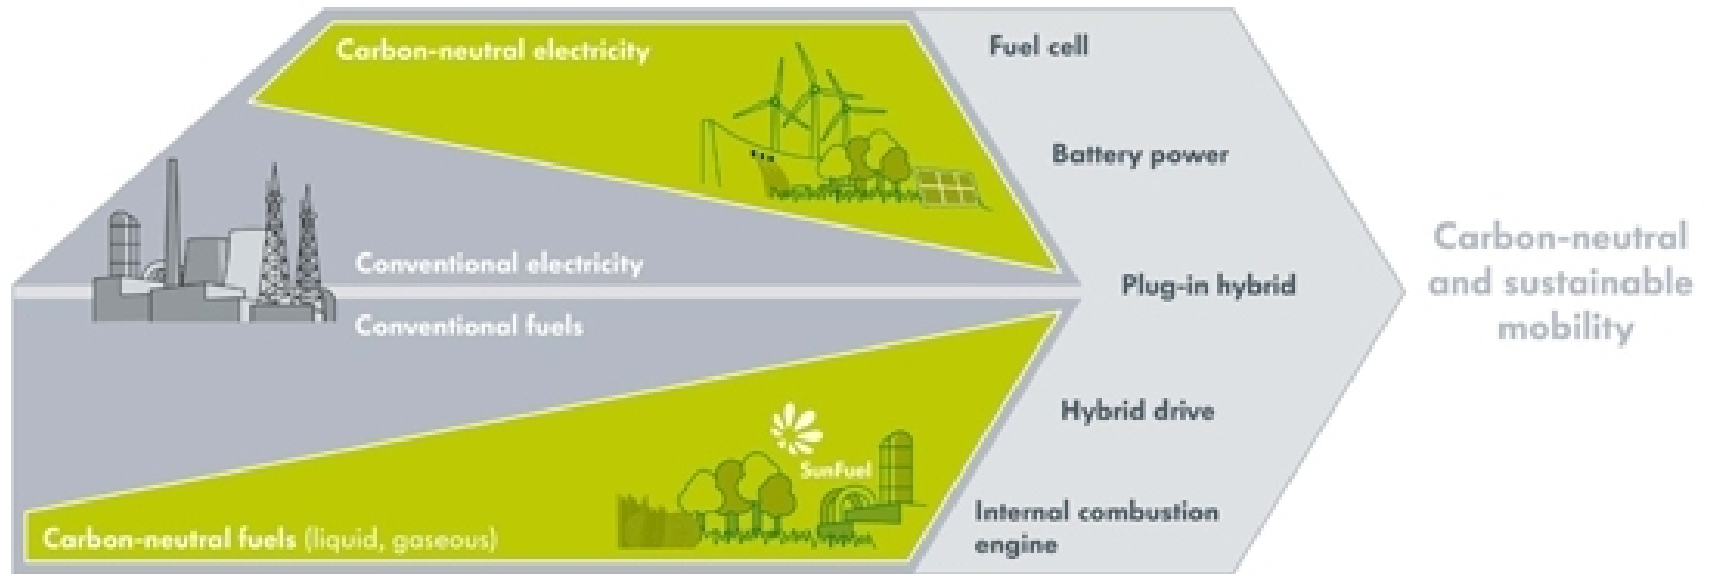 Carbon-neutral electricity
Conventional electricity
Conventional fuels
SunFuel
Carbon-neutral fuels (liquid, gaseous)
Fuel cell
Battery power
Plug-in hybrid
Hybrid drive
Internal combustion
engine
Carbon-neutral
and sustainable
mobility